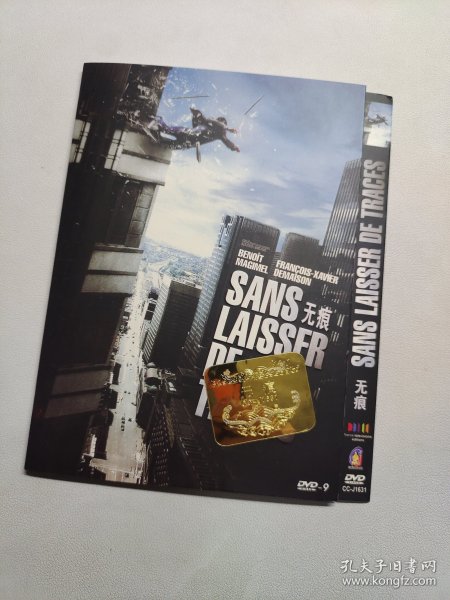 BENOÎT
MAGIMEL
FRANÇOIS-XAVIER
DEMAISON
SANS
无痕
LAISSER
DE
DVD-9
SANS LAISSER DE TRACES
无痕
DVD
CC-J1631
孔夫子旧书网
www.kongfz.com